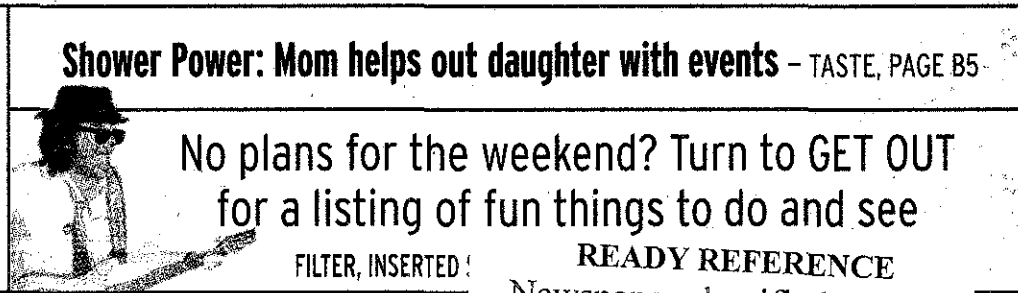 Shower Power: Mom helps out daughter with events – TASTE, PAGE B5
No plans for the weekend? Turn to GET OUT
for a listing of fun things to do and see
FILTER, INSERTED
READY REFERENCE